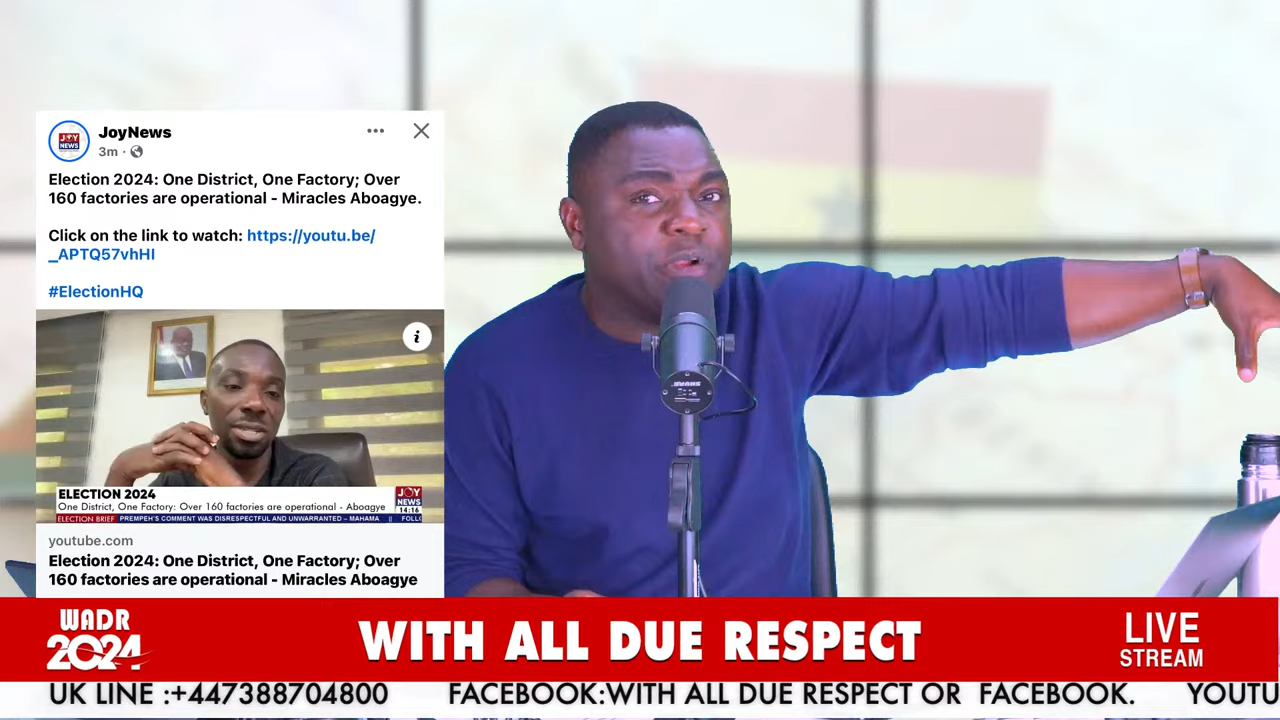 JoyNews
3m
Election 2024: One District, One Factory; Over
160 factories are operational - Miracles Aboagye.
Click on the link to watch: https://youtu.be/
_APTQ57vhHI
#ElectionHQ
ELECTION 2024
One District, One Factory: Over 160 factories are operational - Aboagye
JOY
NEWS
14:16
ELECTION BRIEF PREMPEH'S COMMENT WAS DISRESPECTFUL AND UNWARRANTED – MAHAMA || FOLL
youtube.com
Election 2024: One District, One Factory; Over
160 factories are operational - Miracles Aboagye
WADR
2024
WITH ALL DUE RESPECT
LIVE
STREAM
UK LINE :+447388704800 FACEBOOK:WITH ALL DUE RESPECT OR FACEBOOK. YOUTU